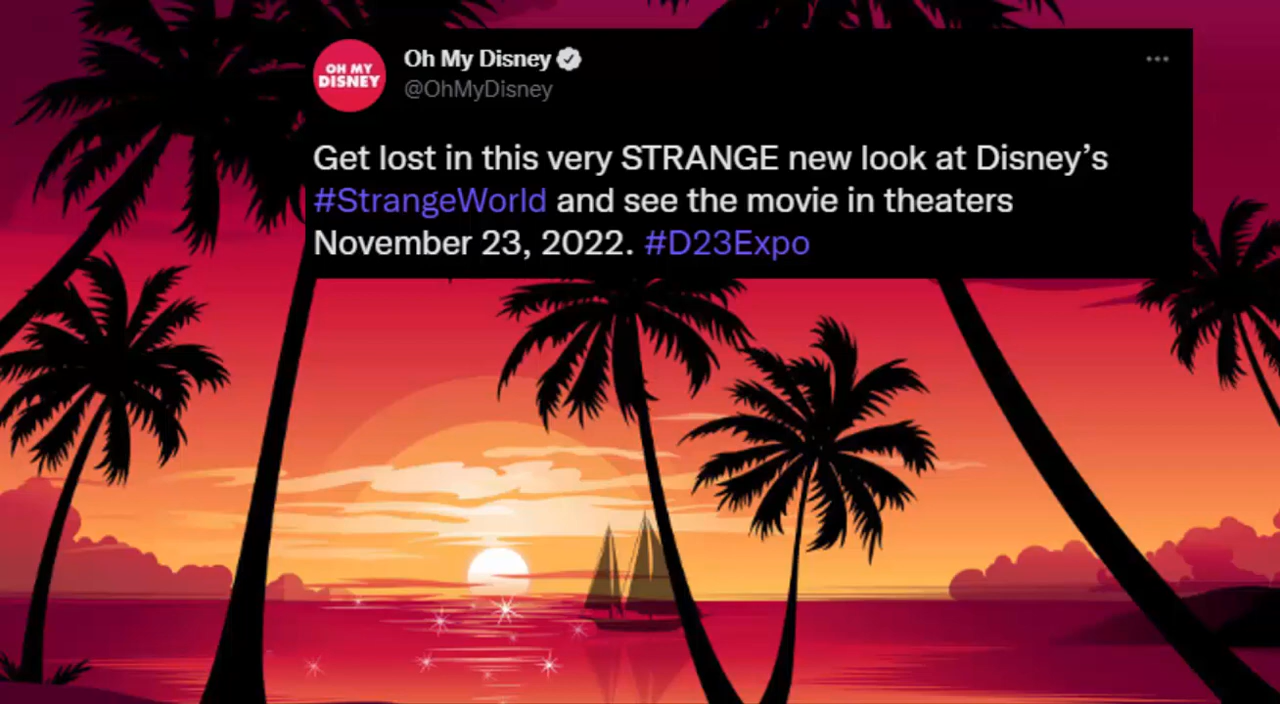 OH MY
DISNEY
Oh My Disney
@OhMyDisney
Get lost in this very STRANGE new look at Disney’s
#StrangeWorld and see the movie in theaters
November 23, 2022. #D23Expo